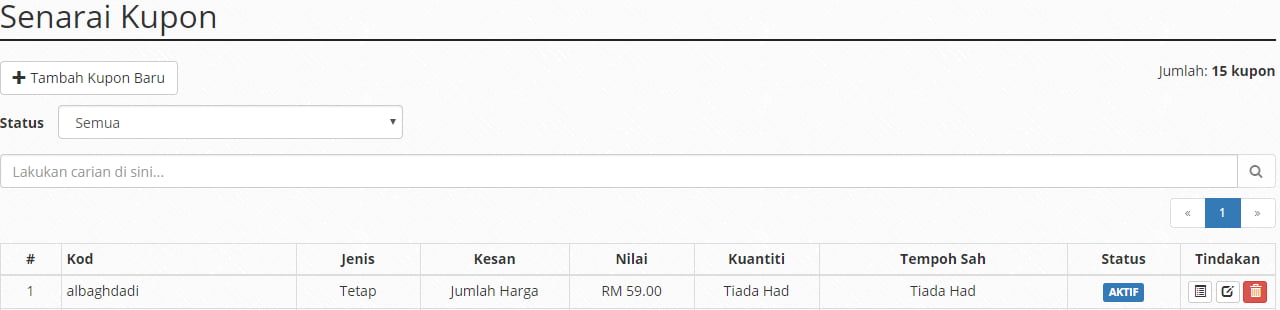 Senarai Kupon
Tambah Kupon Baru
Jumlah: 15 kupon
Status Semua
Lakukan carian di sini...
« 1 »
# Kod Jenis Kesan Nilai Kuantiti Tempoh Sah Status Tindakan
1 albaghdadi Tetap Jumlah Harga RM 59.00 Tiada Had Tiada Had AKTIF